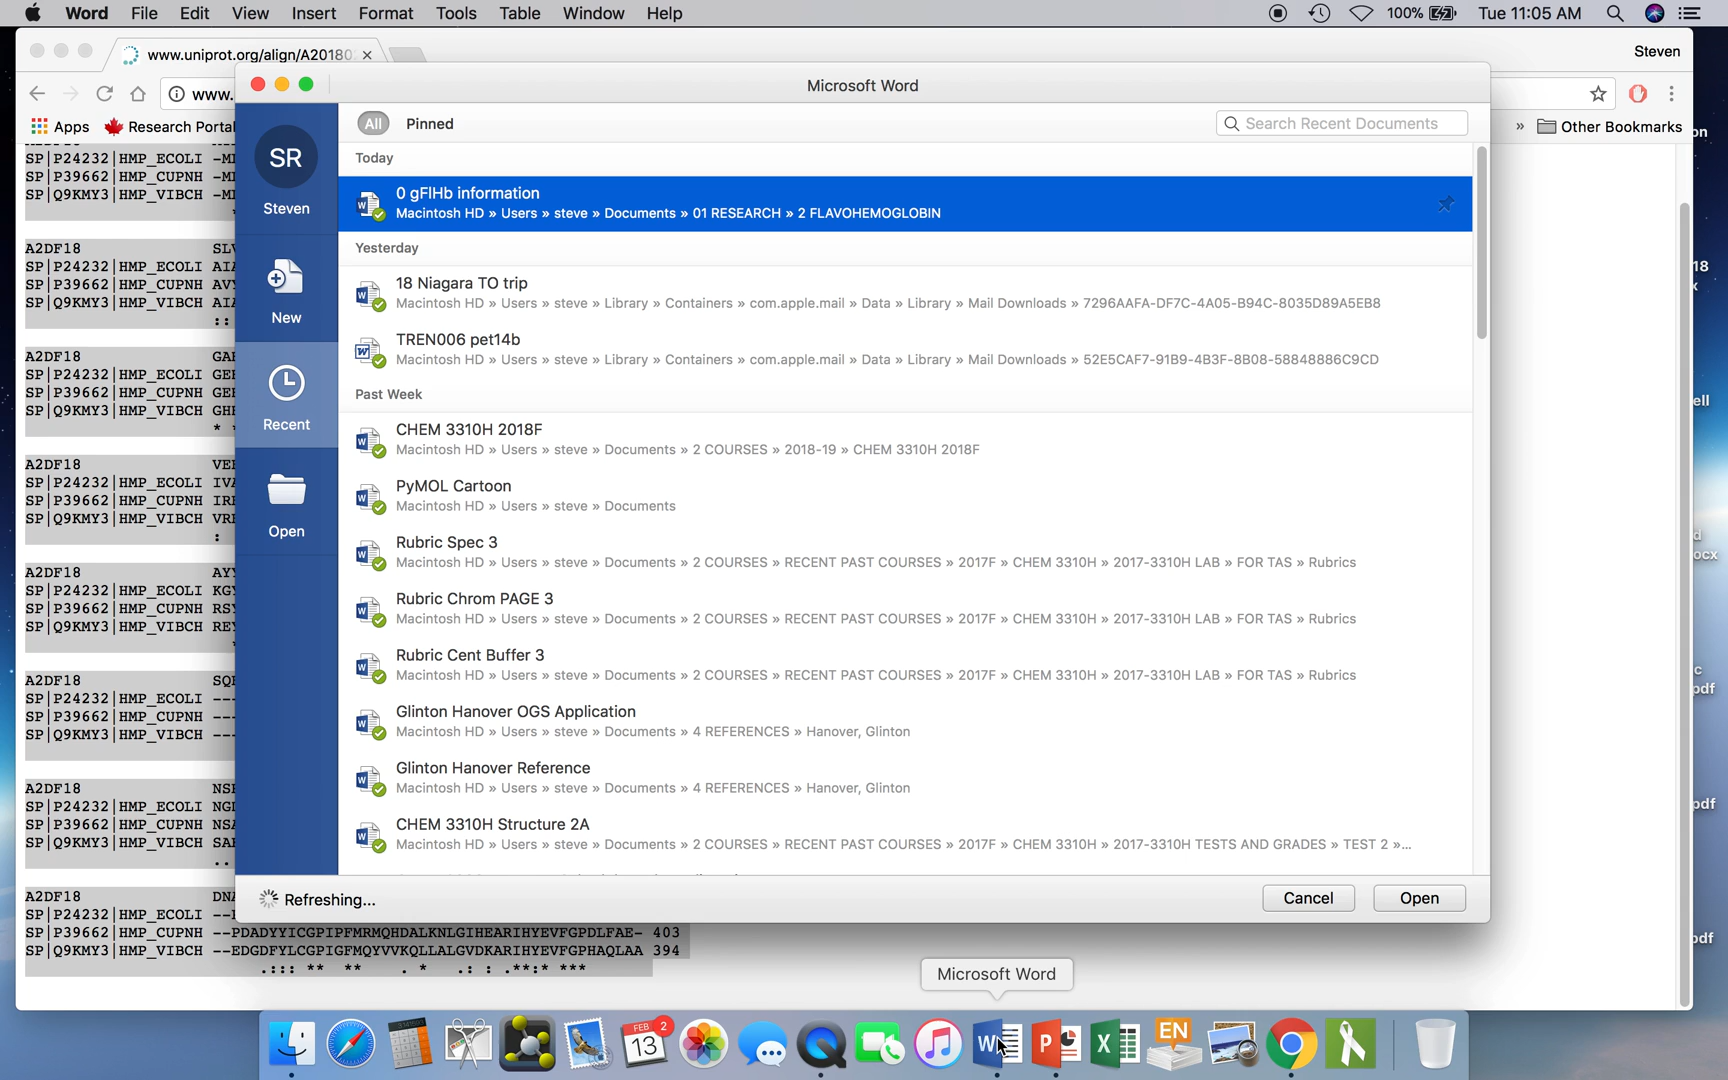 Word File Edit View Insert Format Tools Table Window Help 100% Tue 11:05 AM
www.uniprot.org/align/A20180 Steven
www.
Apps Research Portal » Other Bookmarks
Microsoft Word
SR
Steven
New
Recent
Open
All Pinned Search Recent Documents
Today
0 gFlHb information
Macintosh HD » Users » steve » Documents » 01 RESEARCH » 2 FLAVOHEMOGLOBIN
Yesterday
18 Niagara TO trip
Macintosh HD » Users » steve » Library » Containers » com.apple.mail » Data » Library » Mail Downloads » 7296AAFA-DF7C-4A05-B94C-8035D89A5EB8
TREN006 pet14b
Macintosh HD » Users » steve » Library » Containers » com.apple.mail » Data » Library » Mail Downloads » 52E5CAF7-91B9-4B3F-8B08-58848886C9CD
Past Week
CHEM 3310H 2018F
Macintosh HD » Users » steve » Documents » 2 COURSES » 2018-19 » CHEM 3310H 2018F
PyMOL Cartoon
Macintosh HD » Users » steve » Documents
Rubric Spec 3
Macintosh HD » Users » steve » Documents » 2 COURSES » RECENT PAST COURSES » 2017F » CHEM 3310H » 2017-3310H LAB » FOR TAS » Rubrics
Rubric Chrom PAGE 3
Macintosh HD » Users » steve » Documents » 2 COURSES » RECENT PAST COURSES » 2017F » CHEM 3310H » 2017-3310H LAB » FOR TAS » Rubrics
Rubric Cent Buffer 3
Macintosh HD » Users » steve » Documents » 2 COURSES » RECENT PAST COURSES » 2017F » CHEM 3310H » 2017-3310H LAB » FOR TAS » Rubrics
Glinton Hanover OGS Application
Macintosh HD » Users » steve » Documents » 4 REFERENCES » Hanover, Glinton
Glinton Hanover Reference
Macintosh HD » Users » steve » Documents » 4 REFERENCES » Hanover, Glinton
CHEM 3310H Structure 2A
Macintosh HD » Users » steve » Documents » 2 COURSES » RECENT PAST COURSES » 2017F » CHEM 3310H » 2017-3310H TESTS AND GRADES » TEST 2 »...
Refreshing... Cancel Open
SP|P24232|HMP_ECOLI
SP|P39662|HMP_CUPNH
SP|Q9KMY3|HMP_VIBCH
A2DF18
SP|P24232|HMP_ECOLI
SP|P39662|HMP_CUPNH
SP|Q9KMY3|HMP_VIBCH
A2DF18
SP|P24232|HMP_ECOLI
SP|P39662|HMP_CUPNH
SP|Q9KMY3|HMP_VIBCH
A2DF18
SP|P24232|HMP_ECOLI
SP|P39662|HMP_CUPNH
SP|Q9KMY3|HMP_VIBCH
A2DF18
SP|P24232|HMP_ECOLI
SP|P39662|HMP_CUPNH
SP|Q9KMY3|HMP_VIBCH
A2DF18
SP|P24232|HMP_ECOLI
SP|P39662|HMP_CUPNH
SP|Q9KMY3|HMP_VIBCH
A2DF18
SP|P24232|HMP_ECOLI
SP|P39662|HMP_CUPNH
SP|Q9KMY3|HMP_VIBCH
A2DF18
SP|P24232|HMP_ECOLI
SP|P39662|HMP_CUPNH --PDADYYICGPIPFMRMQHDALKNLGIHEARIHYEVFGPDLFAE- 403
SP|Q9KMY3|HMP_VIBCH --EDGDFYLCGPIGFMQYVVKQLLALGVDKARIHYEVFGPHAQLAA 394
.:::  **  **  . *  .: : .**:* ***
Microsoft Word
FEB 2
13
W P X EN
on
18
x
ell
d
ocx
c
pdf
pdf
pdf